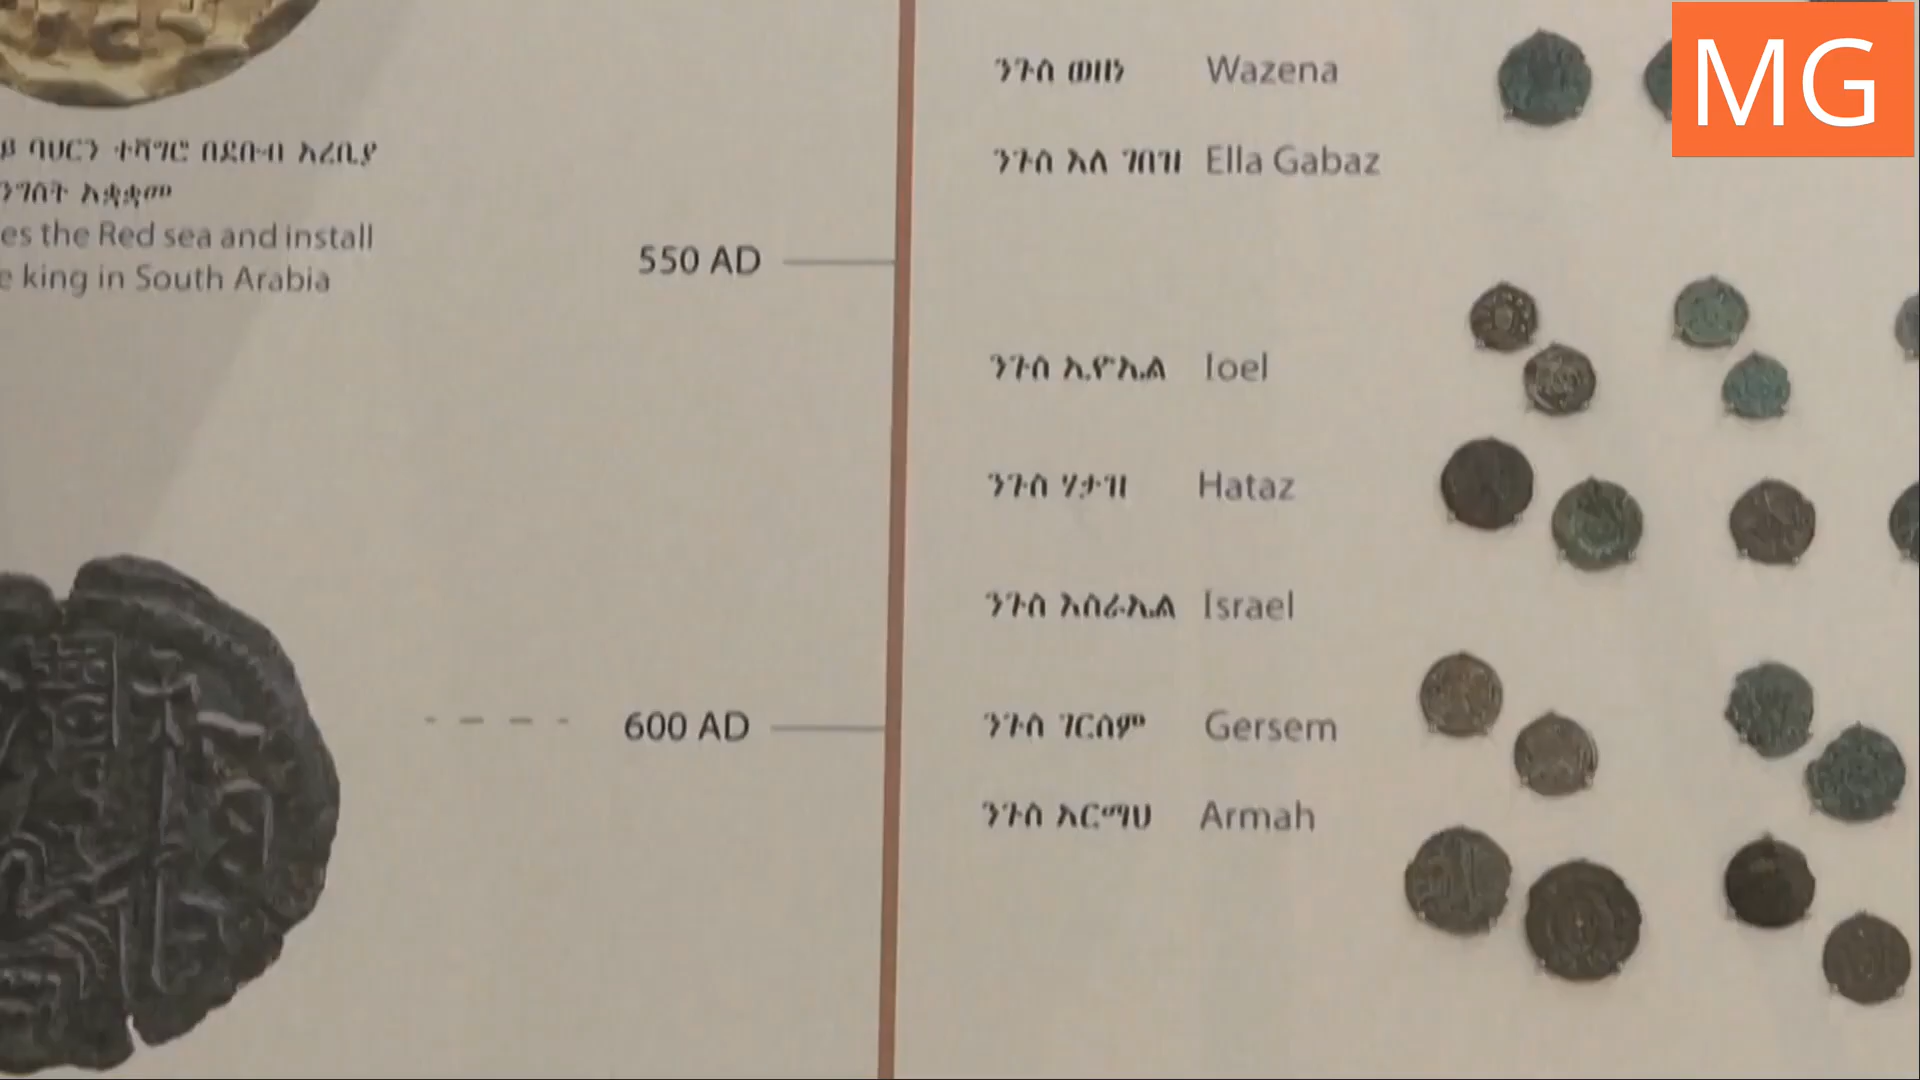 MG
ባህርን ተሻግሮ በደቡብ አረቢያ
ንግስት አቋቋመ
es the Red sea and install
e king in South Arabia
550 AD
600 AD
ንጉስ ወዘነ Wazena
ንጉስ እለ ገበዝ Ella Gabaz
ንጉስ ኢዮኤል Ioel
ንጉስ ሃታዝ Hataz
ንጉስ እስራኤል Israel
ንጉስ ገርሰም Gersem
ንጉስ አርማህ Armah